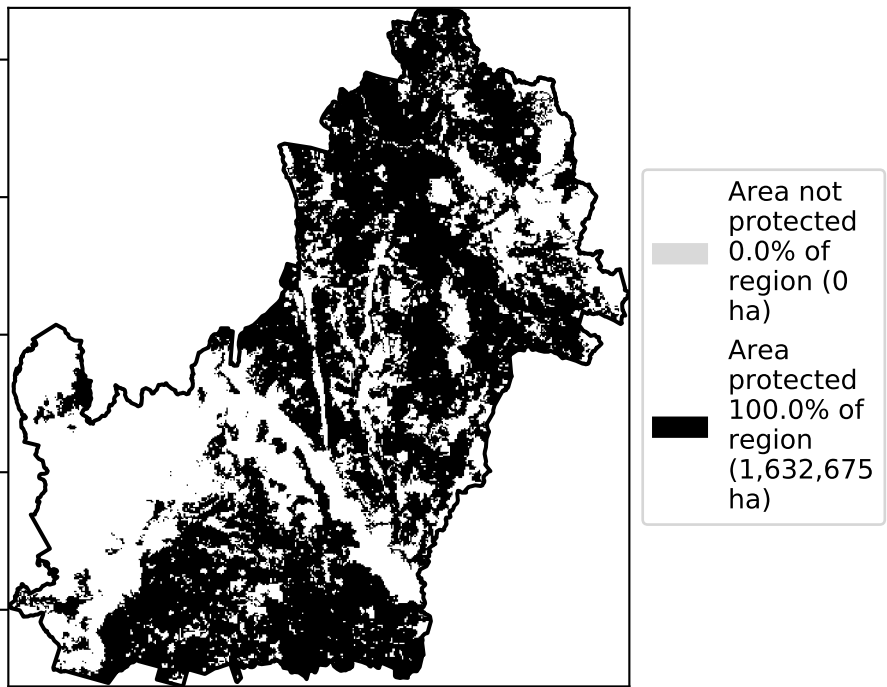 Area not
protected
0.0% of
region (0
ha)
Area
protected
100.0% of
region
(1,632,675
ha)